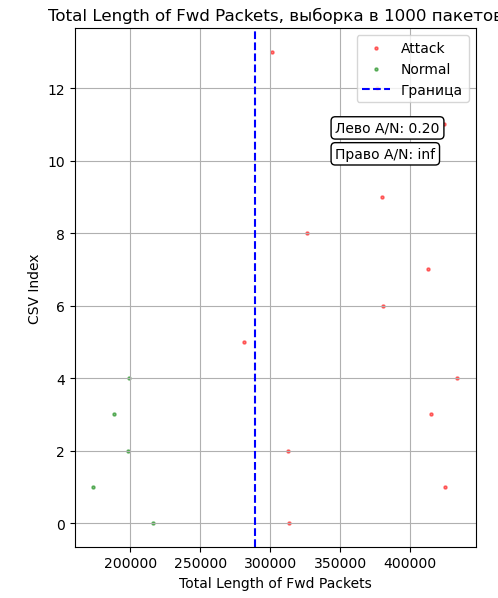 Total Length of Fwd Packets, выборка в 1000 пакетов
Attack
Normal
Граница
Лево A/N: 0.20
Право A/N: inf
CSV Index
12
10
8
6
4
2
0
200000 250000 300000 350000 400000
Total Length of Fwd Packets